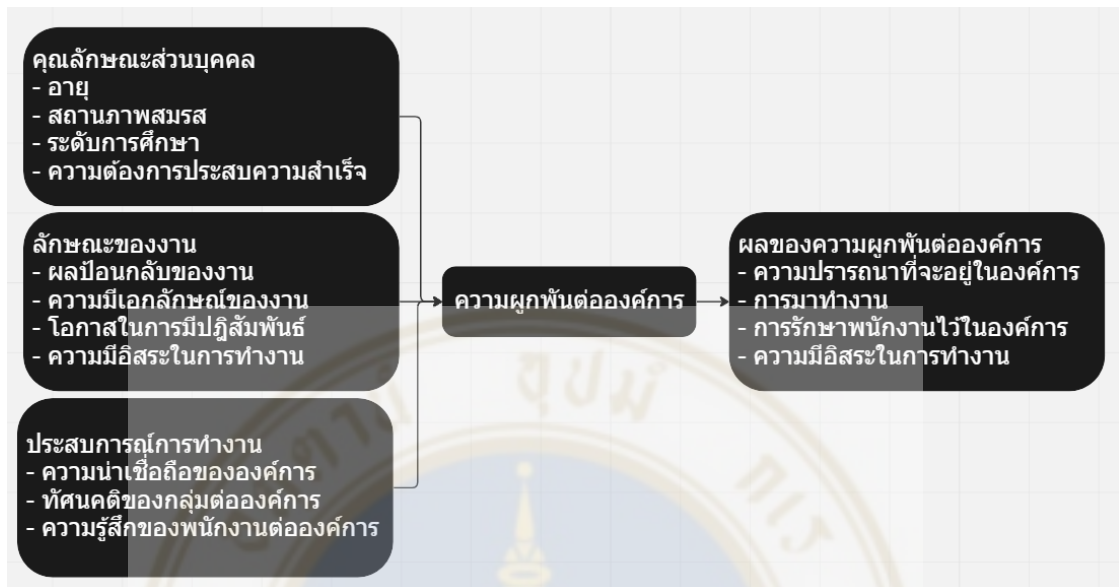 คุณลักษณะส่วนบุคคล
- อายุ
- สถานภาพสมรส
- ระดับการศึกษา
- ความต้องการประสบความสำเร็จ
ลักษณะของงาน
- ผลป้อนกลับของงาน
- ความมีเอกลักษณ์ของงาน
- โอกาสในการมีปฎิสัมพันธ์
- ความมีอิสระในการทำงาน
ประสบการณ์การทำงาน
- ความน่าเชื่อถือขององค์การ
- ทัศนคติของกลุ่มต่อองค์การ
- ความรู้สึกของพนักงานต่อองค์การ
ความผูกพันต่อองค์การ
ผลของความผูกพันต่อองค์การ
- ความปรารถนาที่จะอยู่ในองค์การ
- การมาทำงาน
- การรักษาพนักงานไว้ในองค์การ
- ความมีอิสระในการทำงาน
อุปมํ
กเร